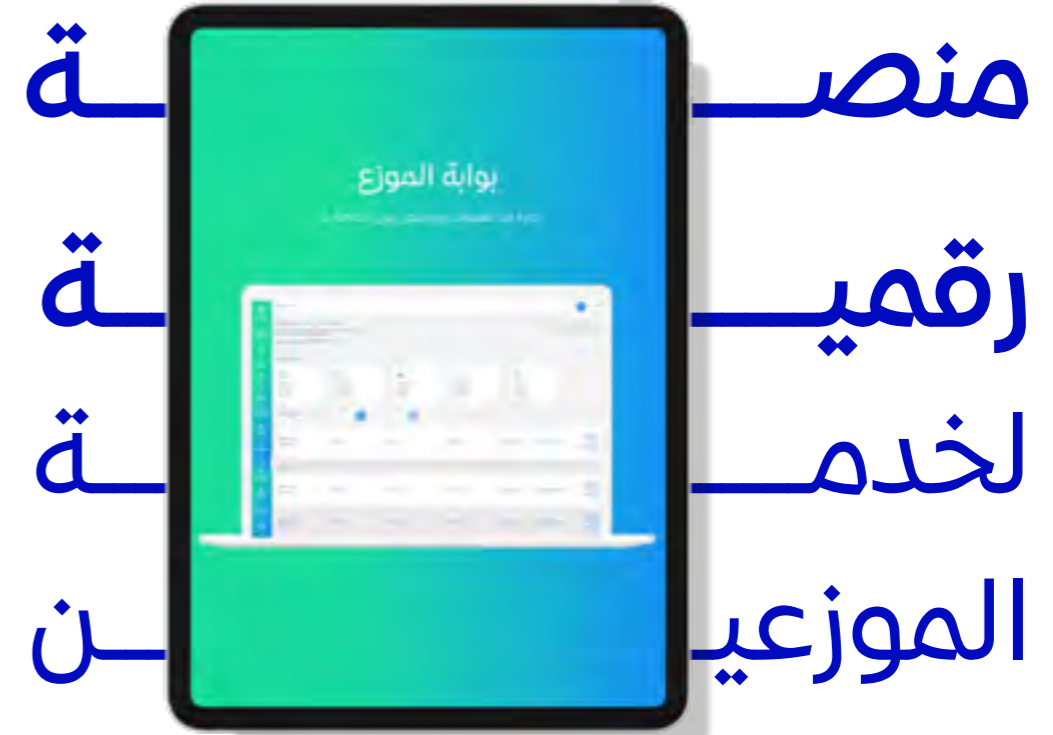 منصة
رقمية
لخدمة
الموزعين
بوابة الموزع